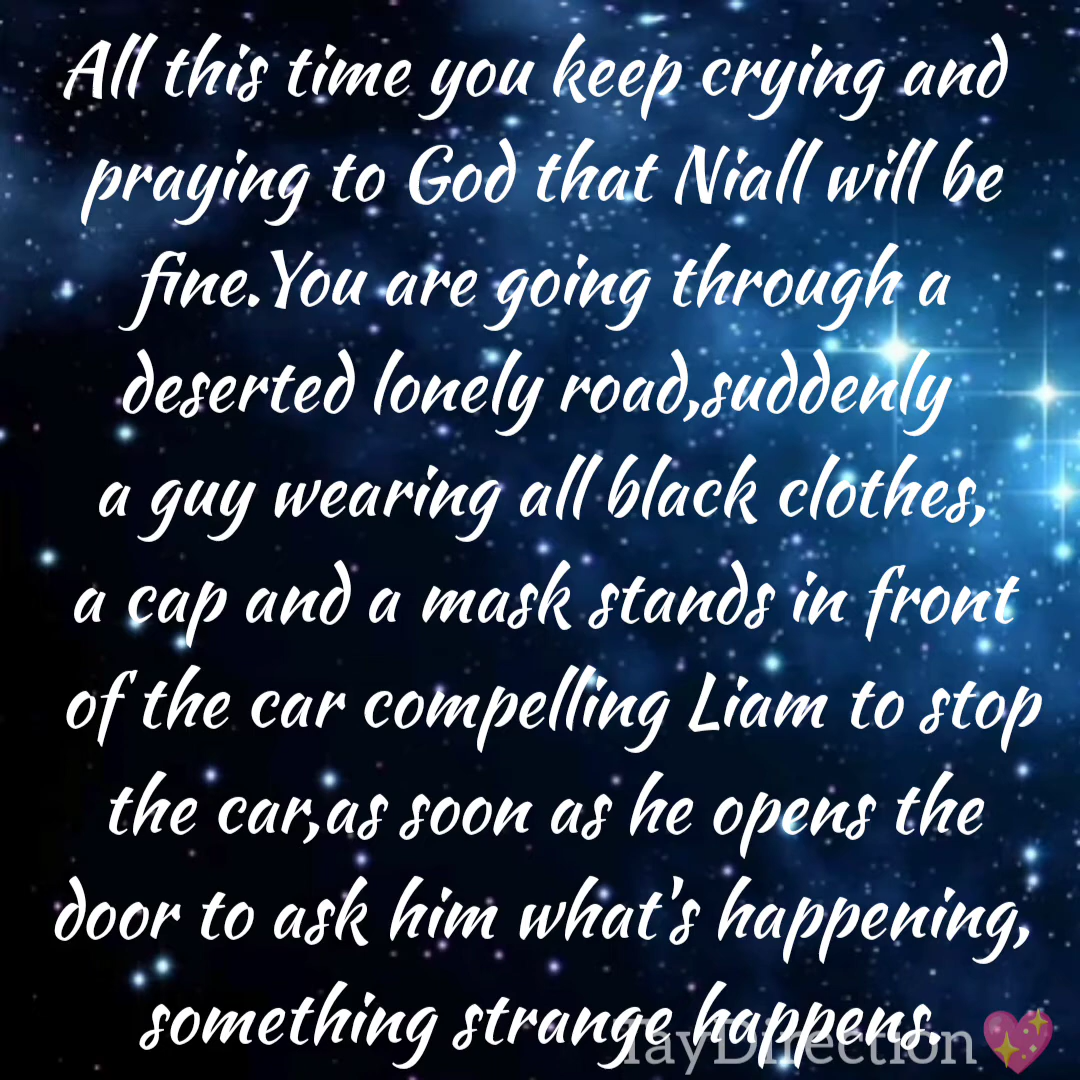 All this time you keep crying and
praying to God that Niall will be
fine.You are going through a
deserted lonely road,suddenly
a guy wearing all black clothes,
a cap and a mask stands in front
of the car compelling Liam to stop
the car,as soon as he opens the
door to ask him what's happening,
something strange happens.
TayDirection💖